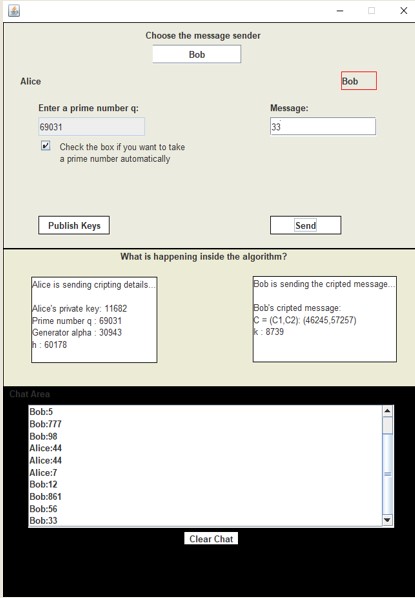 Choose the message sender
Bob
Alice
Bob
Enter a prime number q:
69031
Check the box if you want to take
a prime number automatically
Message:
33
Publish Keys
Send
What is happening inside the algorithm?
Alice is sending cripting details...
Alice's private key: 11682
Prime number q : 69031
Generator alpha : 30943
h : 60178
Bob is sending the cripted message...
Bob's cripted message:
C = (C1,C2): (46245,57257)
k : 8739
Chat Area
Bob:5
Bob:777
Bob:98
Alice:44
Alice:44
Alice:7
Bob:12
Bob:861
Bob:56
Bob:33
Clear Chat